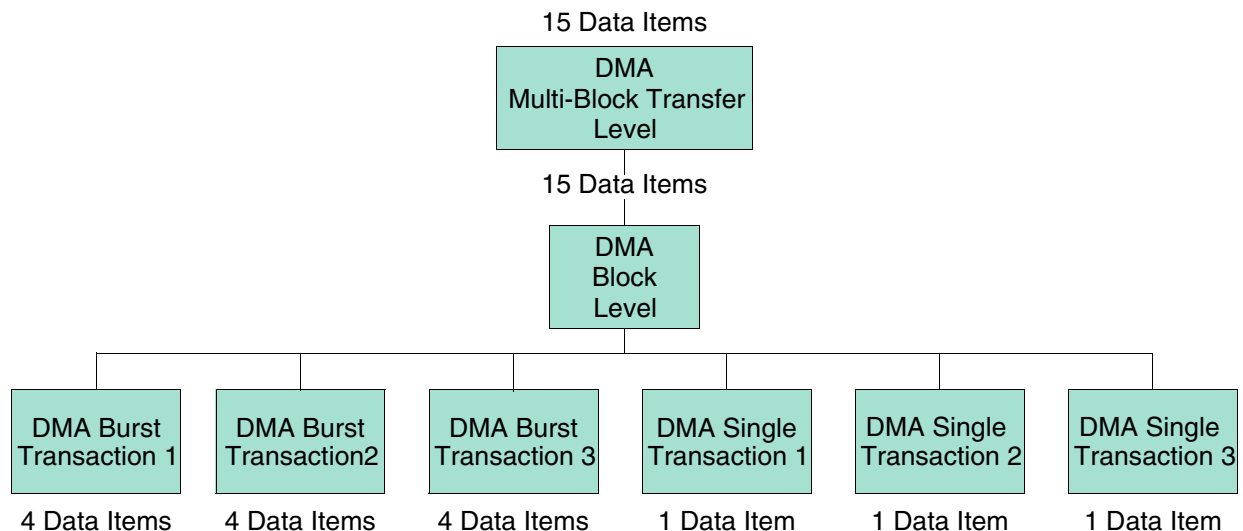 15 Data Items
DMA
Multi-Block Transfer
Level
15 Data Items
DMA
Block
Level
DMA Burst
Transaction 1
DMA Burst
Transaction2
DMA Burst
Transaction 3
DMA Single
Transaction 1
DMA Single
Transaction 2
DMA Single
Transaction 3
4 Data Items
4 Data Items
4 Data Items
1 Data Item
1 Data Item
1 Data Item